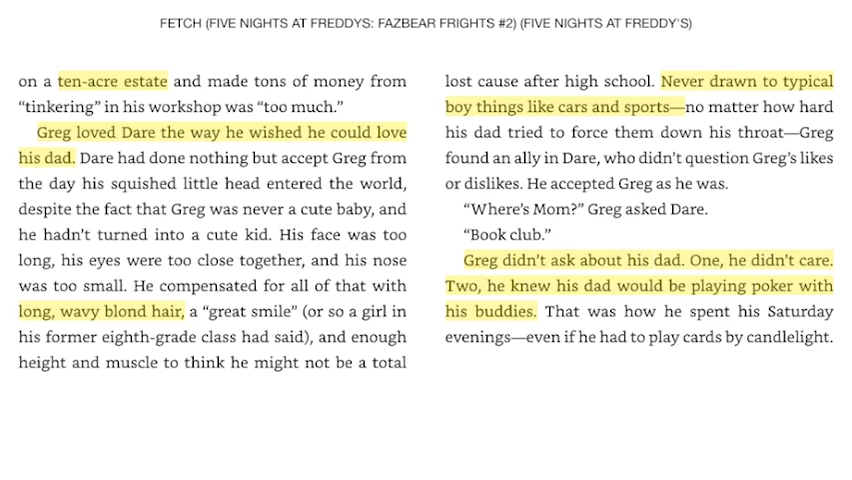 FETCH (FIVE NIGHTS AT FREDDYS: FAZBEAR FRIGHTS #2) (FIVE NIGHTS AT FREDDY'S)
on a ten-acre estate and made tons of money from
“tinkering” in his workshop was “too much.”
Greg loved Dare the way he wished he could love
his dad. Dare had done nothing but accept Greg from
the day his squished little head entered the world,
despite the fact that Greg was never a cute baby, and
he hadn’t turned into a cute kid. His face was too
long, his eyes were too close together, and his nose
was too small. He compensated for all of that with
long, wavy blond hair, a “great smile” (or so a girl in
his former eighth-grade class had said), and enough
height and muscle to think he might not be a total
lost cause after high school. Never drawn to typical
boy things like cars and sports—no matter how hard
his dad tried to force them down his throat—Greg
found an ally in Dare, who didn’t question Greg’s likes
or dislikes. He accepted Greg as he was.
“Where’s Mom?” Greg asked Dare.
“Book club.”
Greg didn’t ask about his dad. One, he didn’t care.
Two, he knew his dad would be playing poker with
his buddies. That was how he spent his Saturday
evenings—even if he had to play cards by candlelight.